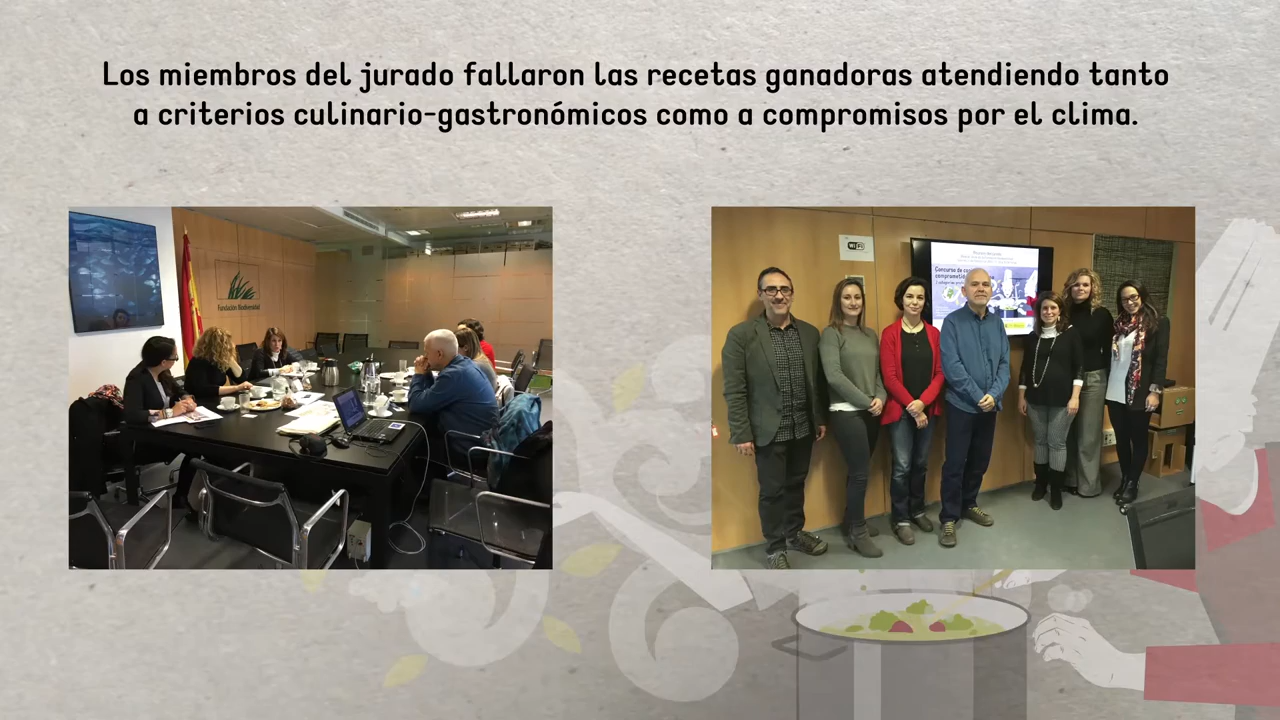 Los miembros del jurado fallaron las recetas ganadoras atendiendo tanto
a criterios culinario-gastronómicos como a compromisos por el clima.
Fundación Biodiversidad
WiFi
Concurso de